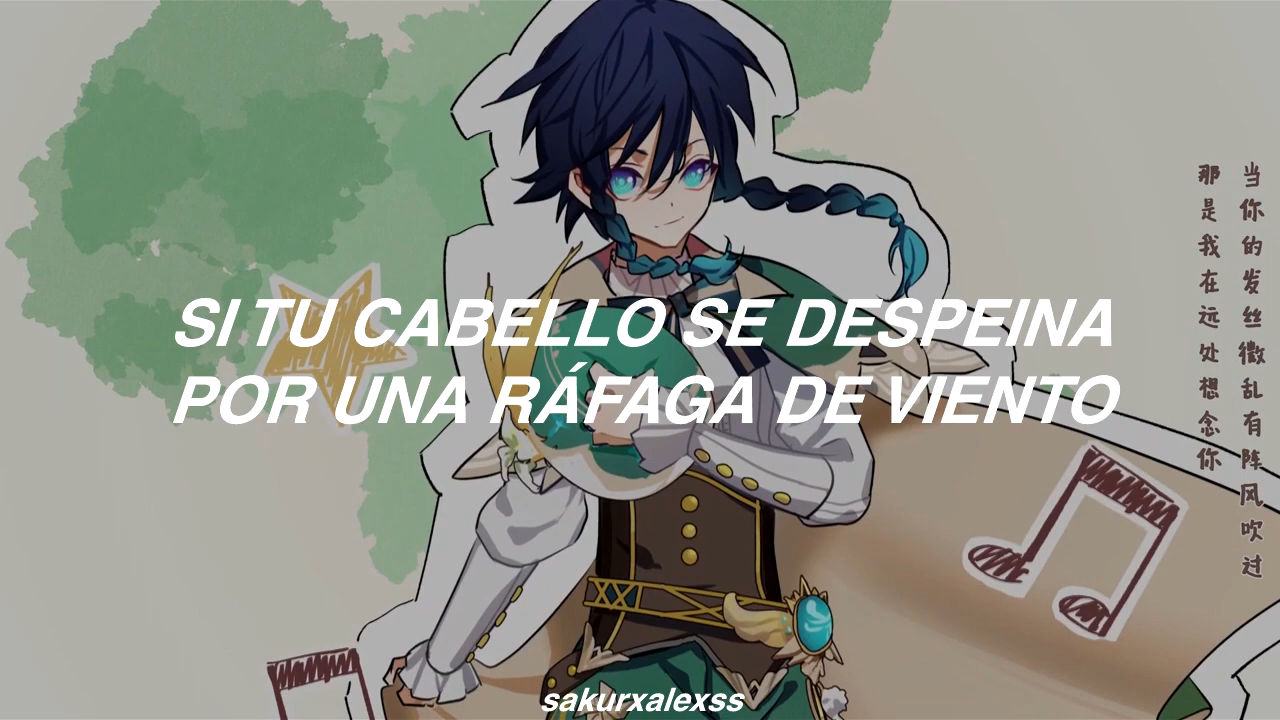 当你的发丝微乱有阵风吹过
那是我在远处想念你
SI TU CABELLO SE DESPEINA
POR UNA RÁFAGA DE VIENTO
sakurxalexss